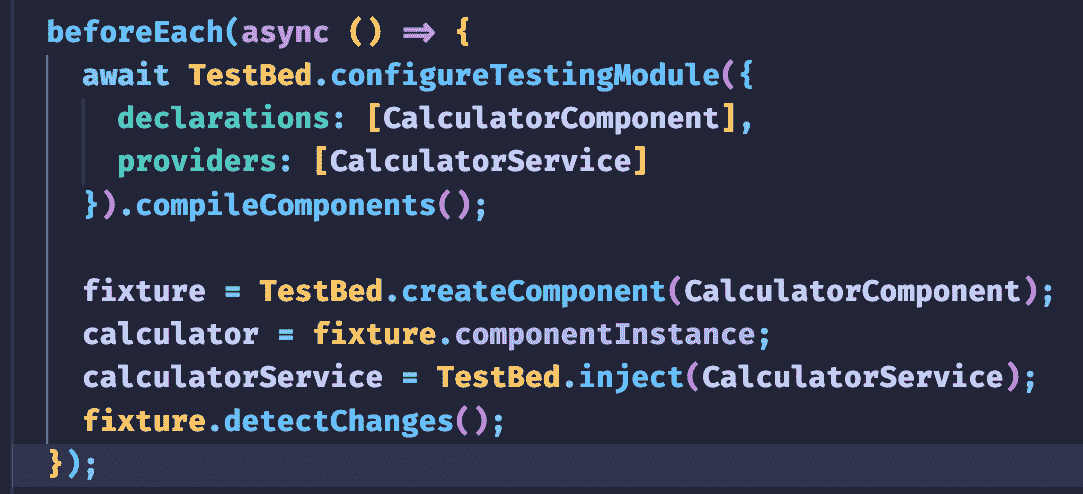 beforeEach(async () => {
  await TestBed.configureTestingModule({
    declarations: [CalculatorComponent],
    providers: [CalculatorService]
  }).compileComponents();

  fixture = TestBed.createComponent(CalculatorComponent);
  calculator = fixture.componentInstance;
  calculatorService = TestBed.inject(CalculatorService);
  fixture.detectChanges();
});